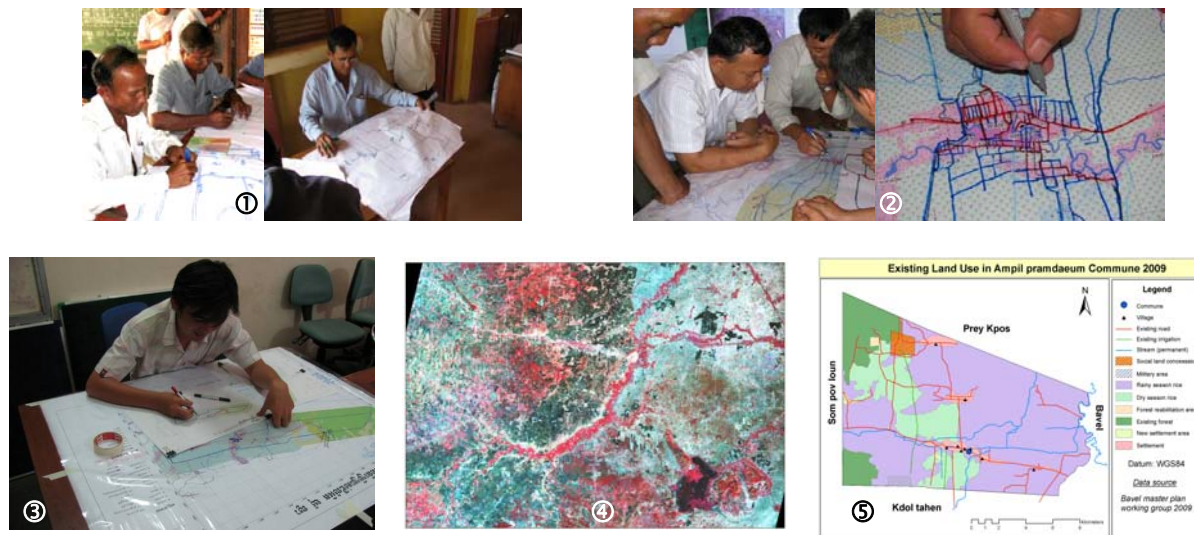 ①
②
③
④
⑤
Existing Land Use in Ampil pramdaeum Commune 2009
N
Prey Kpos
Som pov loun
Bavel
Kdol tahen
Legend
Commune
Village
Existing road
Existing irrigation
Stream (permanent)
Social land concession
Military area
Rainy season rice
Dry season rice
Existing forest
New settlement area
Settlement
Datum: WGS84
Data source
Bavel master plan
working group 2009
Kilometers